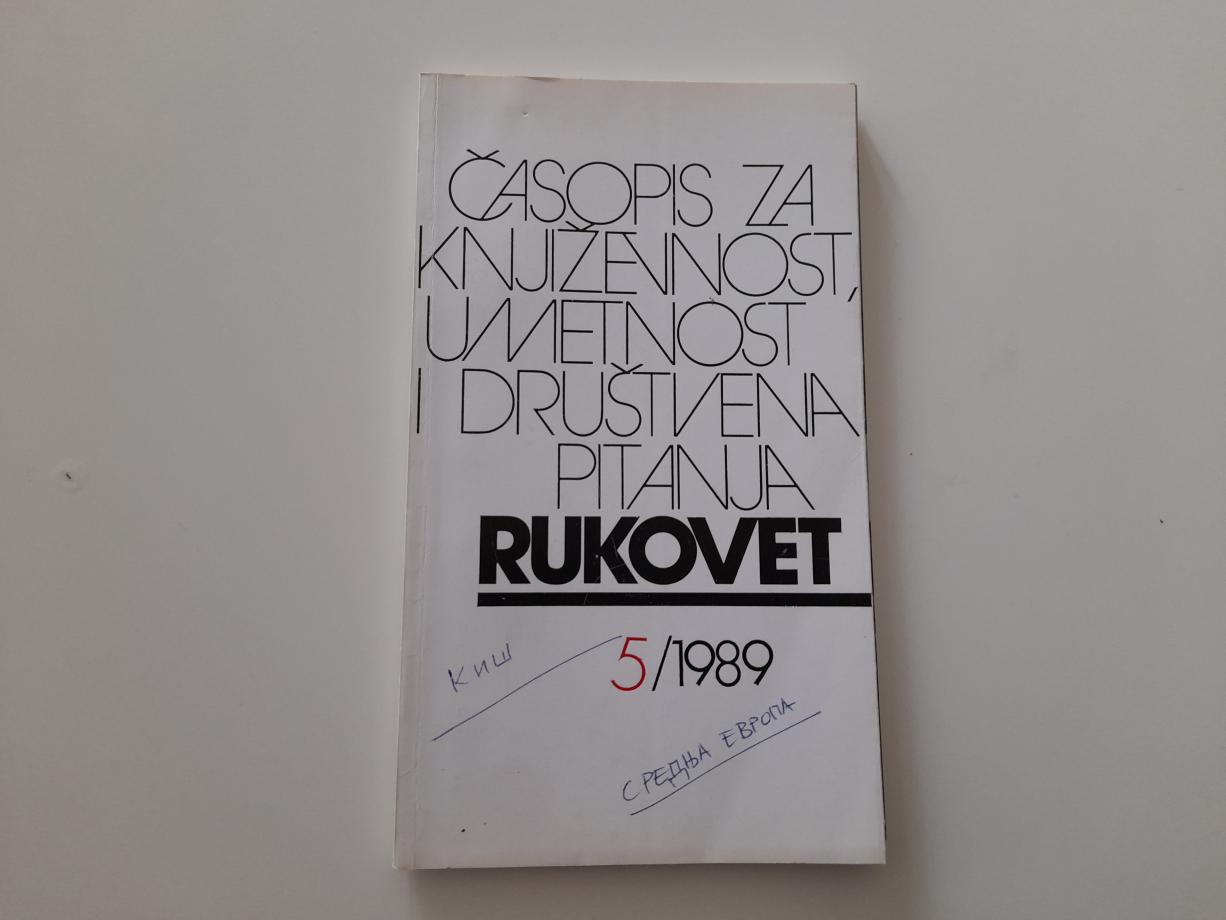 ČASOPIS ZA
KNJIŽEVNOST,
UMETNOST
I DRUŠTVENA
PITANJA
RUKOVET
5/1989
КИШ
СРЕДЊА ЕВРОПА